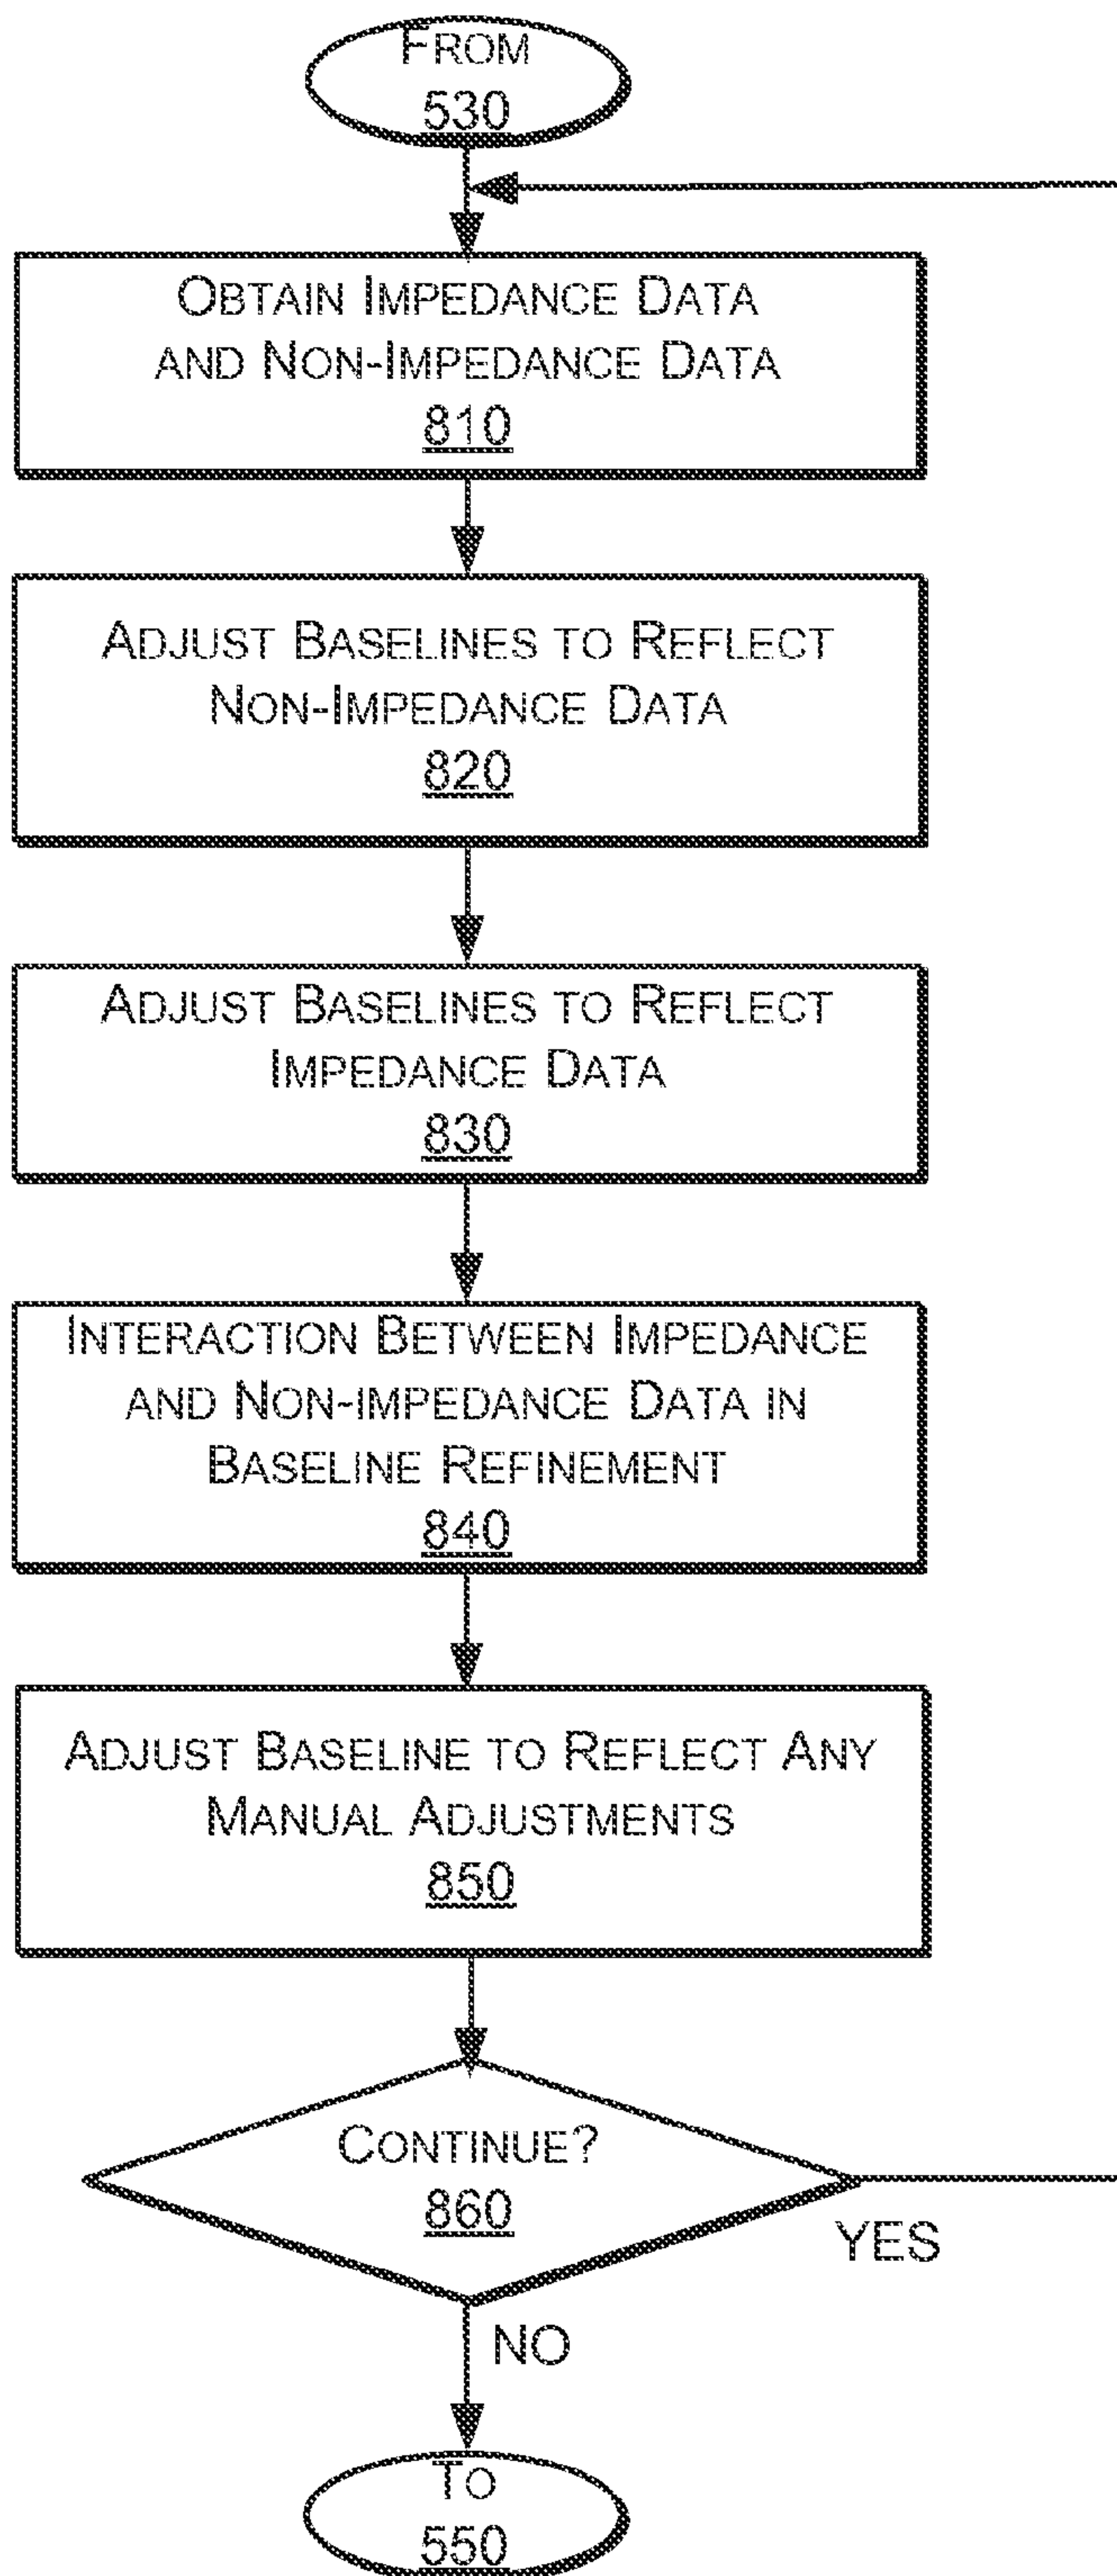 FROM
530
OBTAIN IMPEDANCE DATA
AND NON-IMPEDANCE DATA
810
ADJUST BASELINES TO REFLECT
NON-IMPEDANCE DATA
820
ADJUST BASELINES TO REFLECT
IMPEDANCE DATA
830
INTERACTION BETWEEN IMPEDANCE
AND NON-IMPEDANCE DATA IN
BASELINE REFINEMENT
840
ADJUST BASELINE TO REFLECT ANY
MANUAL ADJUSTMENTS
850
CONTINUE?
860
YES
NO
TO
550